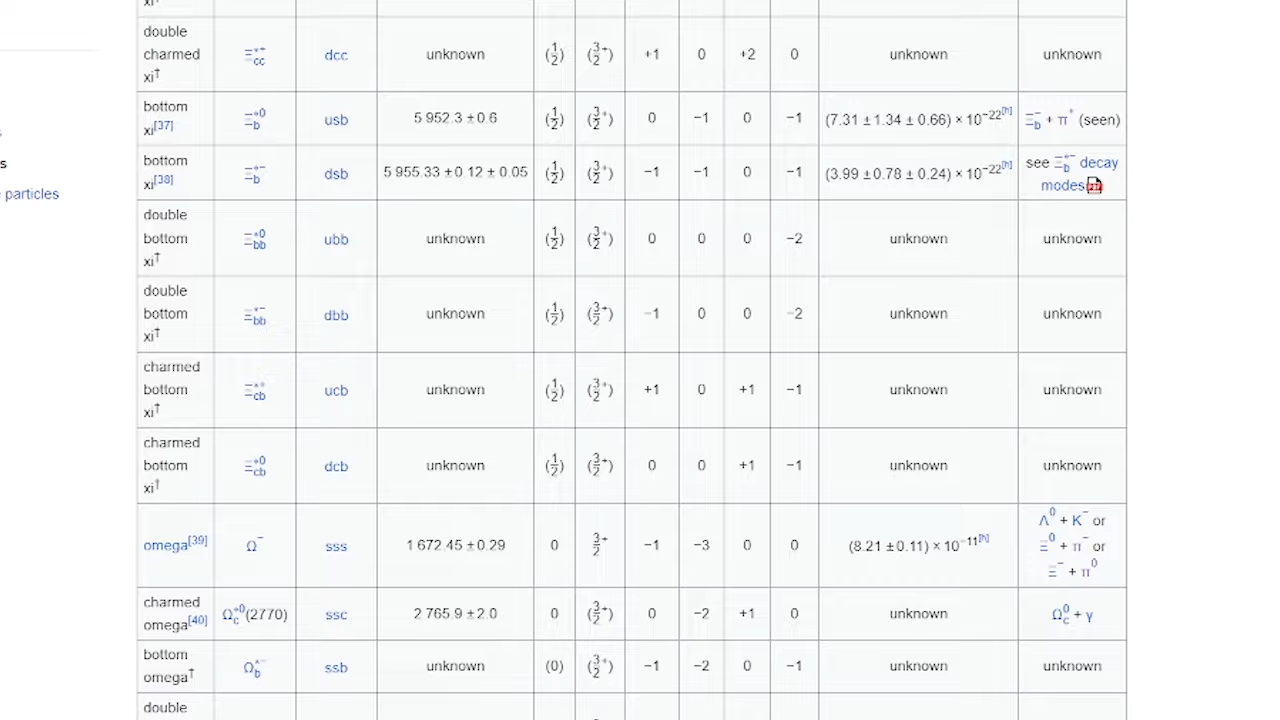 xi†
double charmed xi† Ξ*+cc dcc unknown (1/2) (3/2+) +1 0 +2 0 unknown unknown
bottom xi[37] Ξ*0b usb 5 952.3 ±0.6 (1/2) (3/2+) 0 −1 0 −1 (7.31 ±1.34 ± 0.66) × 10−22[h] Ξ−b + π+ (seen)
bottom xi[38] Ξ*−b dsb 5 955.33 ±0.12 ±0.05 (1/2) (3/2+) −1 −1 0 −1 (3.99 ±0.78 ± 0.24) × 10−22[h] see Ξ*−b decay modes
s
particles
double bottom xi† Ξ*0bb ubb unknown (1/2) (3/2+) 0 0 0 −2 unknown unknown
double bottom xi† Ξ*−bb dbb unknown (1/2) (3/2+) −1 0 0 −2 unknown unknown
charmed bottom xi† Ξ*+cb ucb unknown (1/2) (3/2+) +1 0 +1 −1 unknown unknown
charmed bottom xi† Ξ*0cb dcb unknown (1/2) (3/2+) 0 0 +1 −1 unknown unknown
omega[39] Ω− sss 1 672.45 ±0.29 0 3/2+ −1 −3 0 0 (8.21 ±0.11) × 10−11[h] Λ0 + K− or Ξ0 + π− or Ξ− + π0
charmed omega[40] Ω*0c(2770) ssc 2 765.9 ±2.0 0 (3/2+) 0 −2 +1 0 unknown Ω0c + γ
bottom omega† Ω*−b ssb unknown (0) (3/2+) −1 −2 0 −1 unknown unknown
double